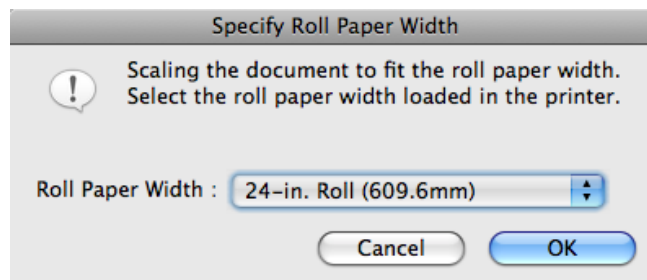 Specify Roll Paper Width
Scaling the document to fit the roll paper width.
Select the roll paper width loaded in the printer.
Roll Paper Width : 24-in. Roll (609.6mm)
Cancel OK